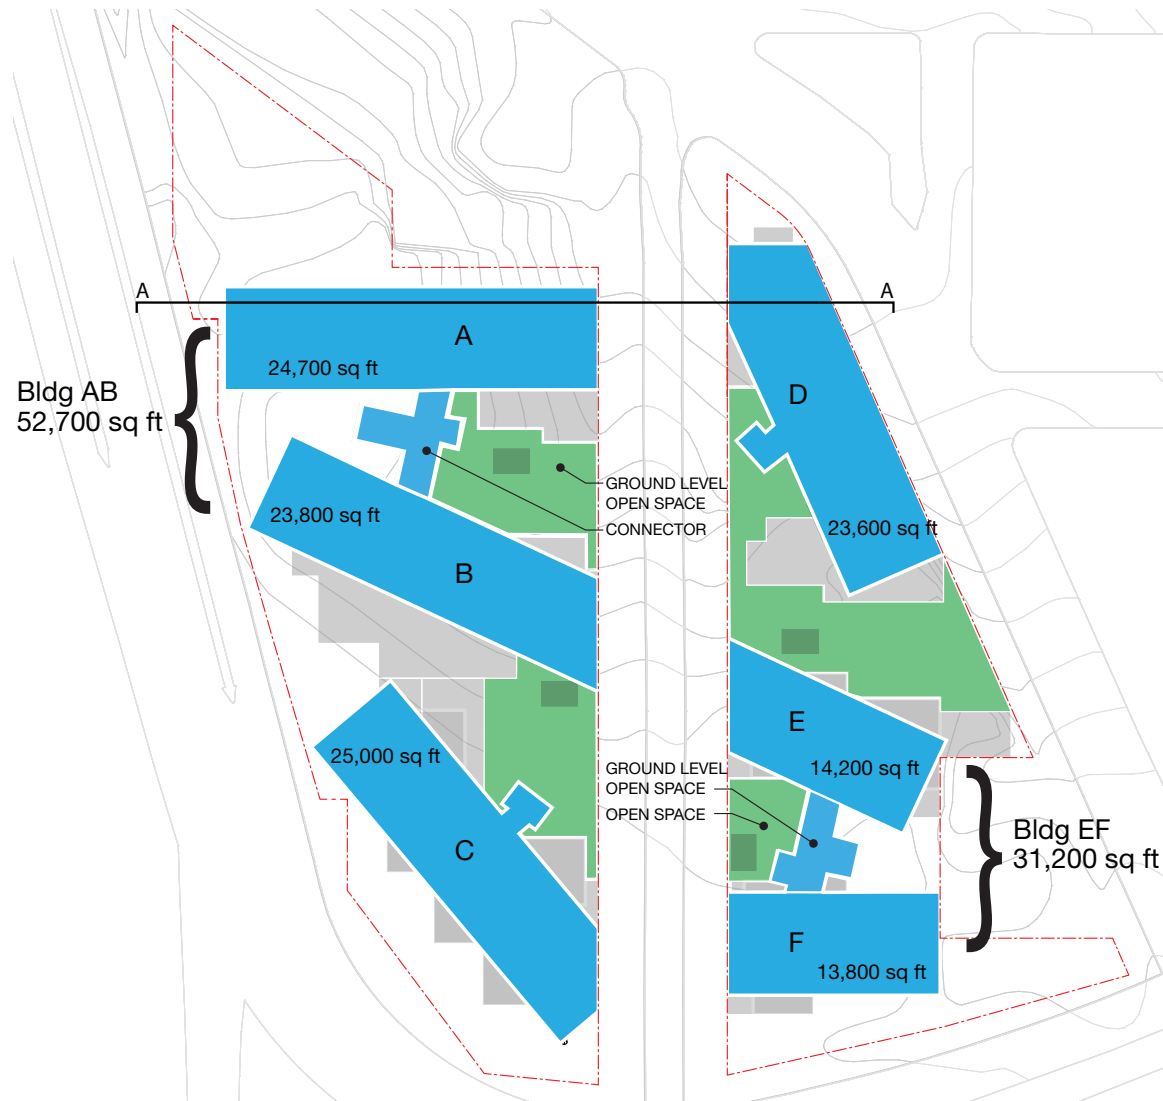 A
A
A
24,700 sq ft
Bldg AB
52,700 sq ft
D
GROUND LEVEL
OPEN SPACE
CONNECTOR
23,800 sq ft
B
23,600 sq ft
E
14,200 sq ft
25,000 sq ft
C
GROUND LEVEL
OPEN SPACE
OPEN SPACE
Bldg EF
31,200 sq ft
F
13,800 sq ft